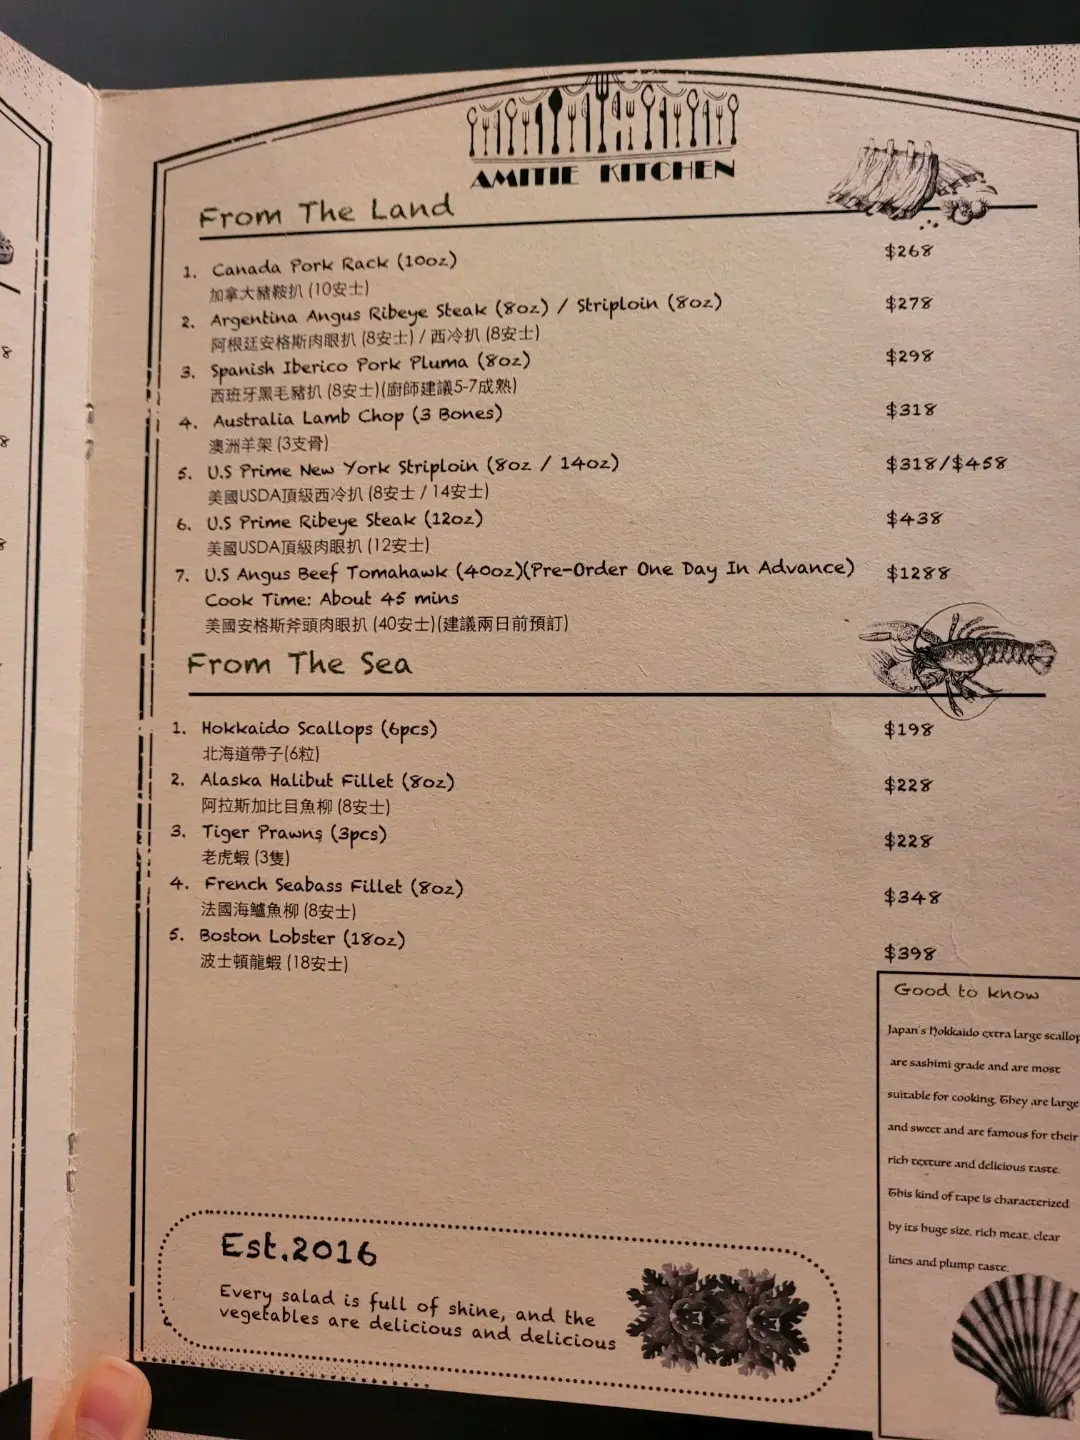 AMITIE KITCHEN
From The Land
1. Canada Pork Rack (10oz) $268
加拿大豬鞍扒 (10安士)
2. Argentina Angus Ribeye Steak (8oz) / Striploin (8oz) $278
阿根廷安格斯肉眼扒 (8安士) / 西冷扒 (8安士)
3. Spanish Iberico Pork Pluma (8oz) $298
西班牙黑毛豬扒 (8安士)(廚師建議5-7成熟)
4. Australia Lamb Chop (3 Bones) $318
澳洲羊架 (3支骨)
5. U.S Prime New York Striploin (8oz / 14oz) $318/$458
美國USDA頂級西冷扒 (8安士 / 14安士)
6. U.S Prime Ribeye Steak (12oz) $438
美國USDA頂級肉眼扒 (12安士)
7. U.S Angus Beef Tomahawk (40oz)(Pre-Order One Day In Advance) $1288
Cook Time: About 45 mins
美國安格斯斧頭肉眼扒 (40安士)(建議兩日前預訂)
From The Sea
1. Hokkaido Scallops (6pcs) $198
北海道帶子(6粒)
2. Alaska Halibut Fillet (8oz) $228
阿拉斯加比目魚柳 (8安士)
3. Tiger Prawns (3pcs) $228
老虎蝦 (3隻)
4. French Seabass Fillet (8oz) $348
法國海鱸魚柳 (8安士)
5. Boston Lobster (18oz) $398
波士頓龍蝦 (18安士)
Good to know
Japan's Hokkaido extra large scallop
are sashimi grade and are most
suitable for cooking. They are large
and sweet and are famous for their
rich texture and delicious taste.
This kind of tape is characterized
by its huge size, rich meat, clear
lines and plump taste.
Est.2016
Every salad is full of shine, and the
vegetables are delicious and delicious